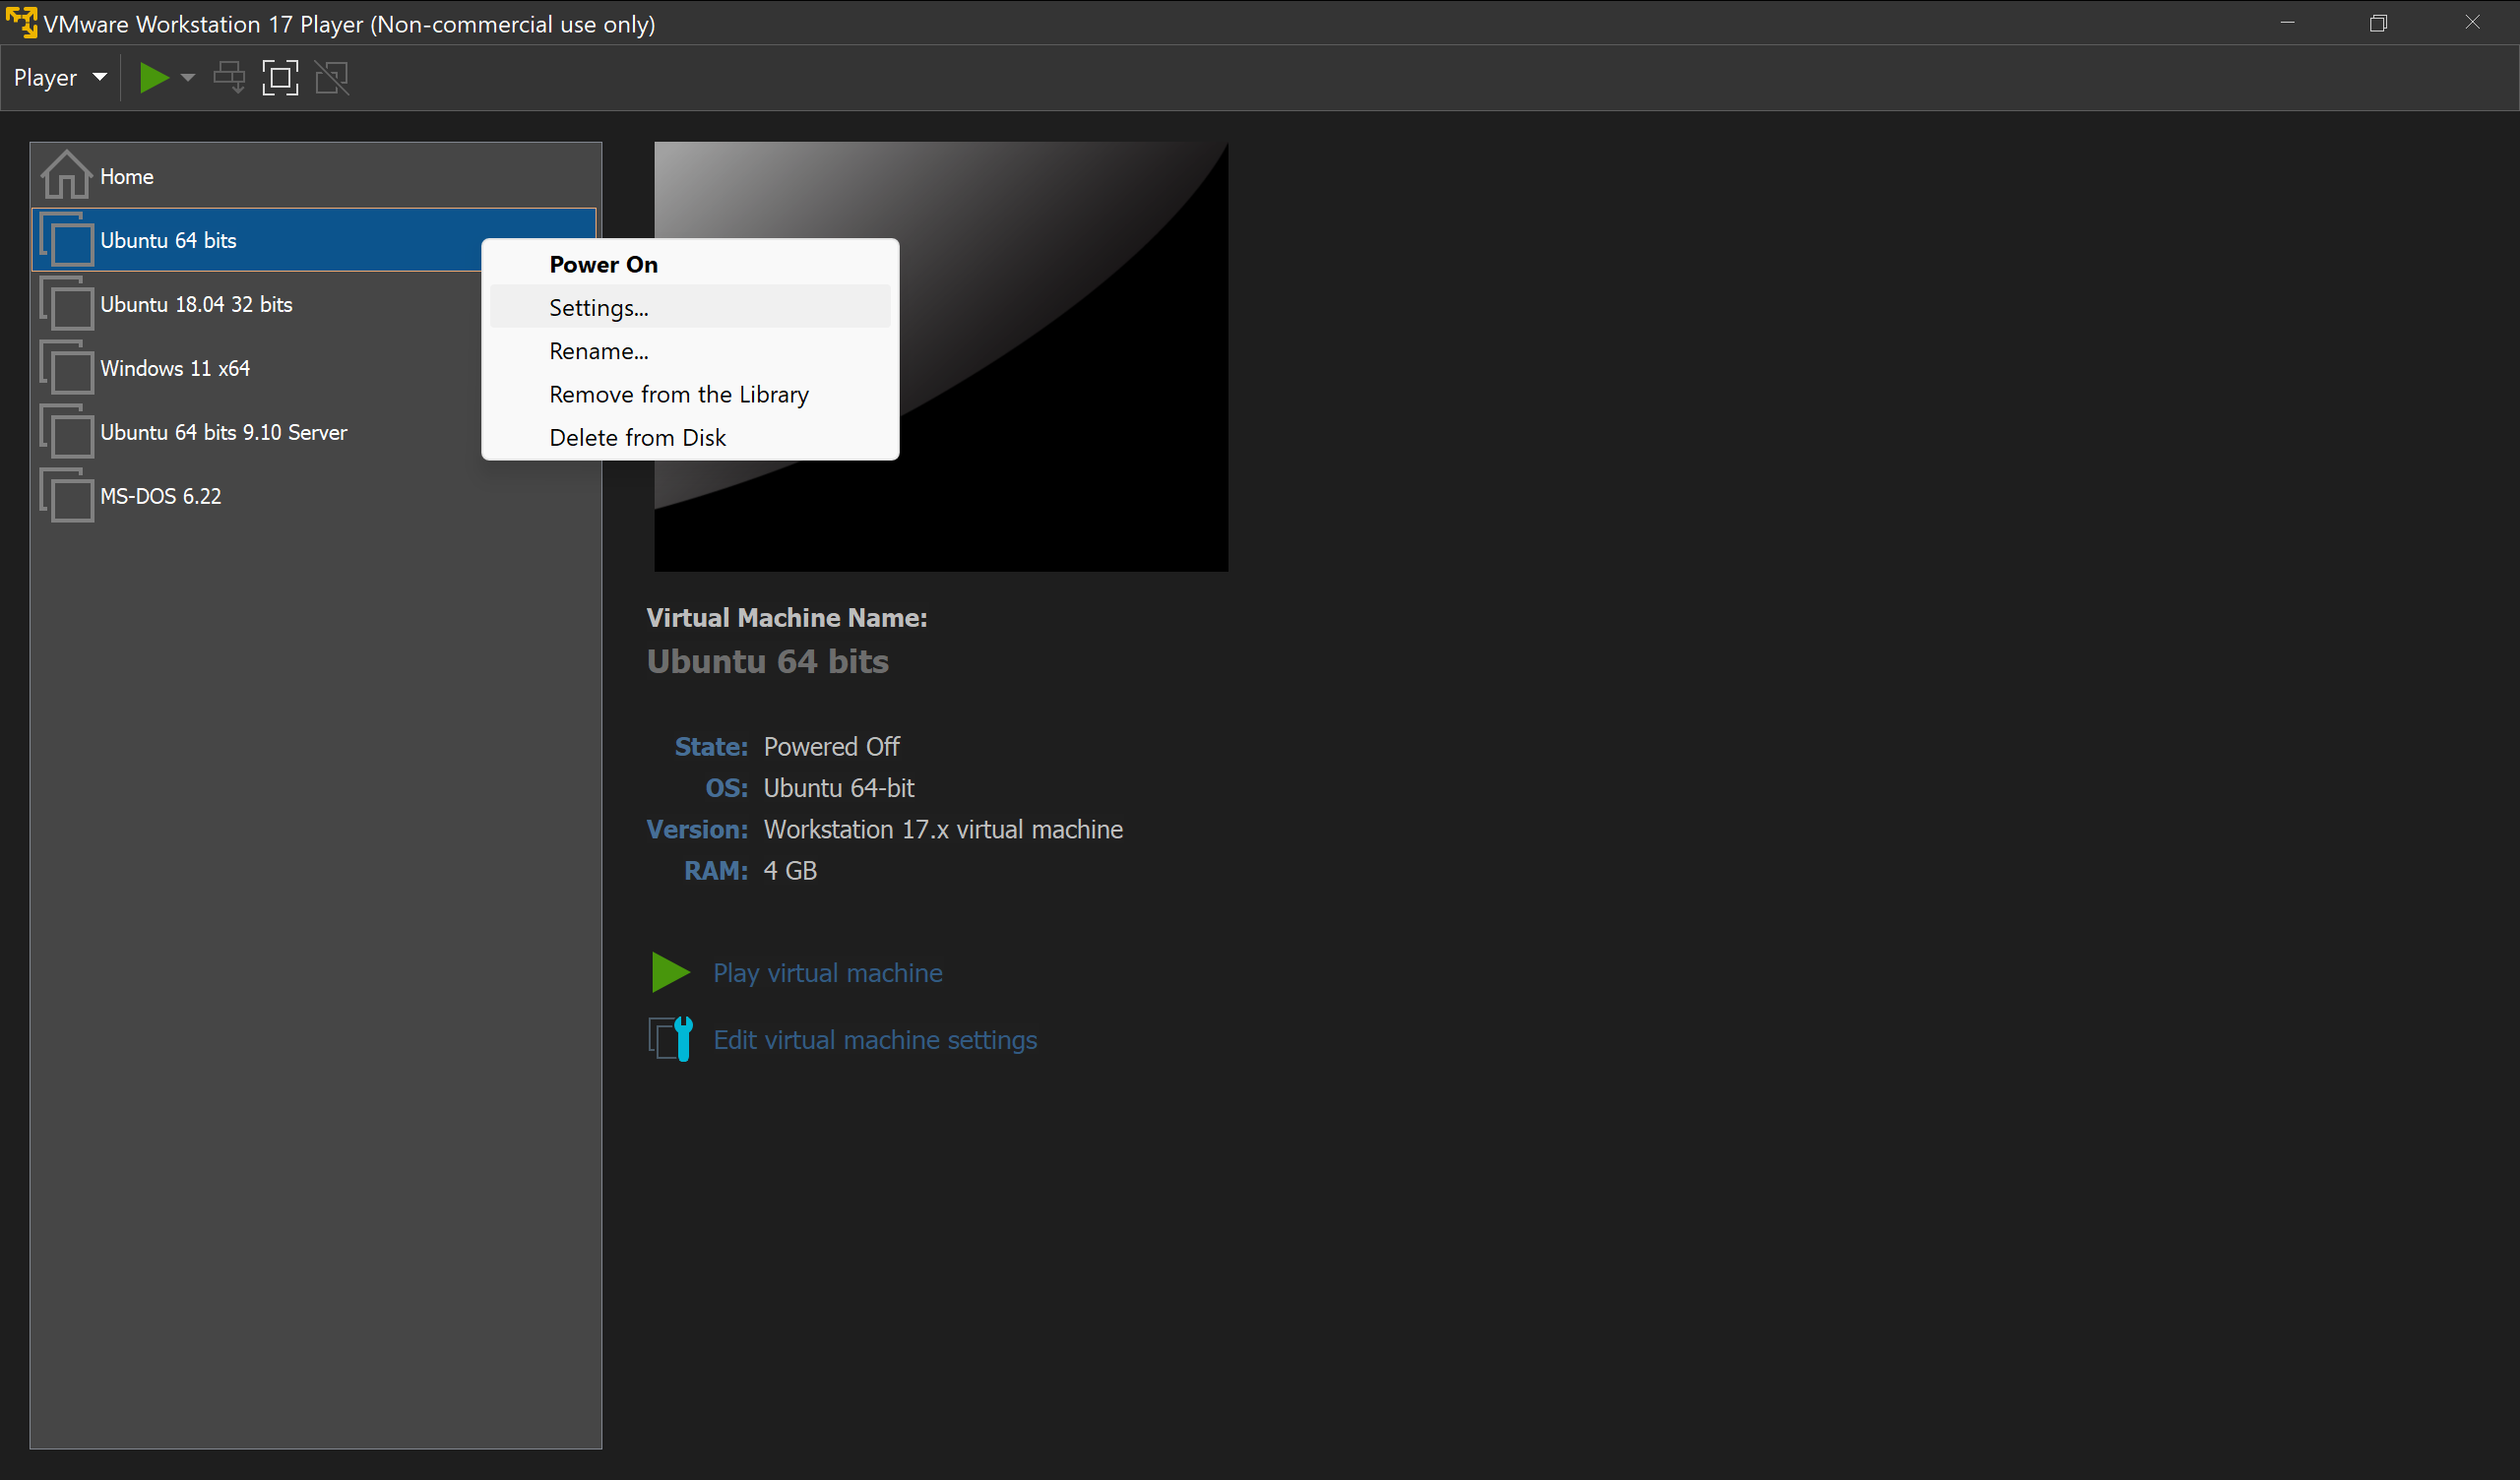 VMware Workstation 17 Player (Non-commercial use only)
Player
Home
Ubuntu 64 bits
Ubuntu 18.04 32 bits
Windows 11 x64
Ubuntu 64 bits 9.10 Server
MS-DOS 6.22
Power On
Settings...
Rename...
Remove from the Library
Delete from Disk
Virtual Machine Name:
Ubuntu 64 bits
State: Powered Off
OS: Ubuntu 64-bit
Version: Workstation 17.x virtual machine
RAM: 4 GB
Play virtual machine
Edit virtual machine settings